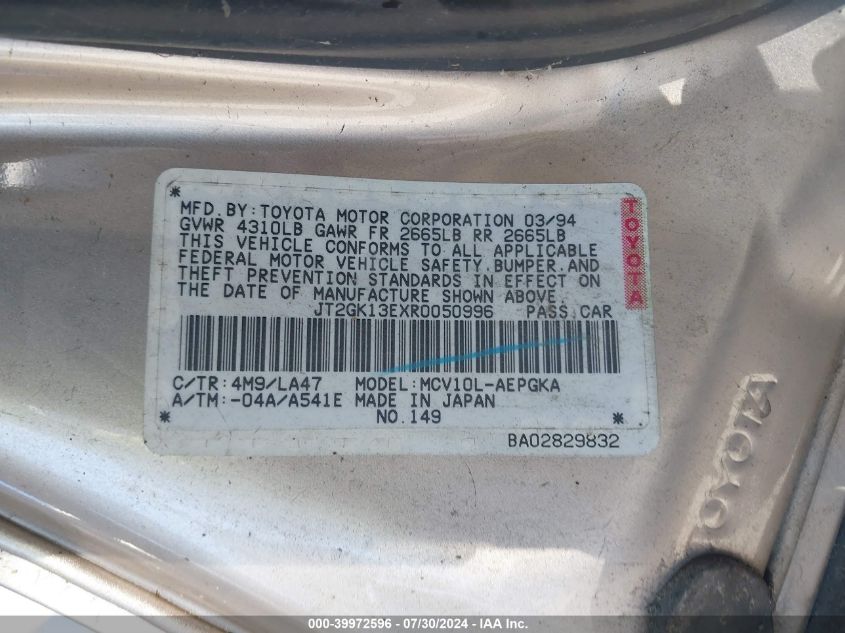 * MFD. BY: TOYOTA MOTOR CORPORATION 03/94
GVWR 4310LB GAWR FR 2665LB RR 2665LB
THIS VEHICLE CONFORMS TO ALL APPLICABLE
FEDERAL MOTOR VEHICLE SAFETY, BUMPER, AND
THEFT PREVENTION STANDARDS IN EFFECT ON
THE DATE OF MANUFACTURE SHOWN ABOVE.
JT2GK13EXR0050996 PASS. CAR
TOYOTA
C/TR: 4M9/LA47 MODEL: MCV10L-AEPGKA
A/TM: -04A/A541E MADE IN JAPAN
* NO. 149 *
BA02829832
TOYOTA
000-39972596 - 07/30/2024 - IAA Inc.